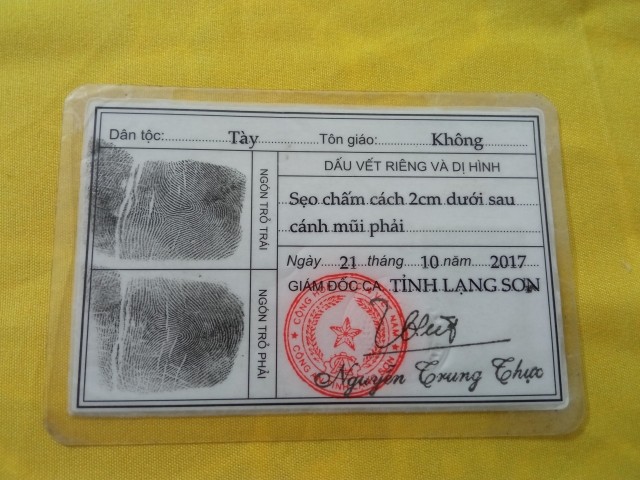 Dân tộc: Tày Tôn giáo: Không
NGÓN TRỎ TRÁI
DẤU VẾT RIÊNG VÀ DỊ HÌNH
Sẹo chấm cách 2cm dưới sau
cánh mũi phải
NGÓN TRỎ PHẢI
Ngày 21 tháng 10 năm 2017
GIÁM ĐỐC CA TỈNH LẠNG SƠN
Nguyễn Trung Thực